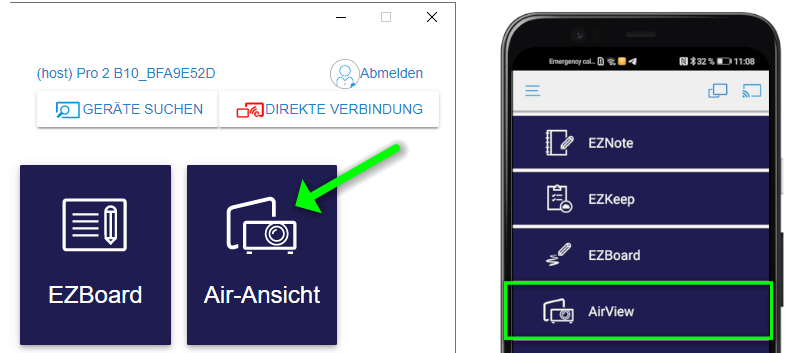 (host) Pro 2 B10_BFA9E52D
Abmelden
GERÄTE SUCHEN
DIREKTE VERBINDUNG
EZBoard
Air-Ansicht
Emergency cal...
32 %
11:08
EZNote
EZKeep
EZBoard
AirView